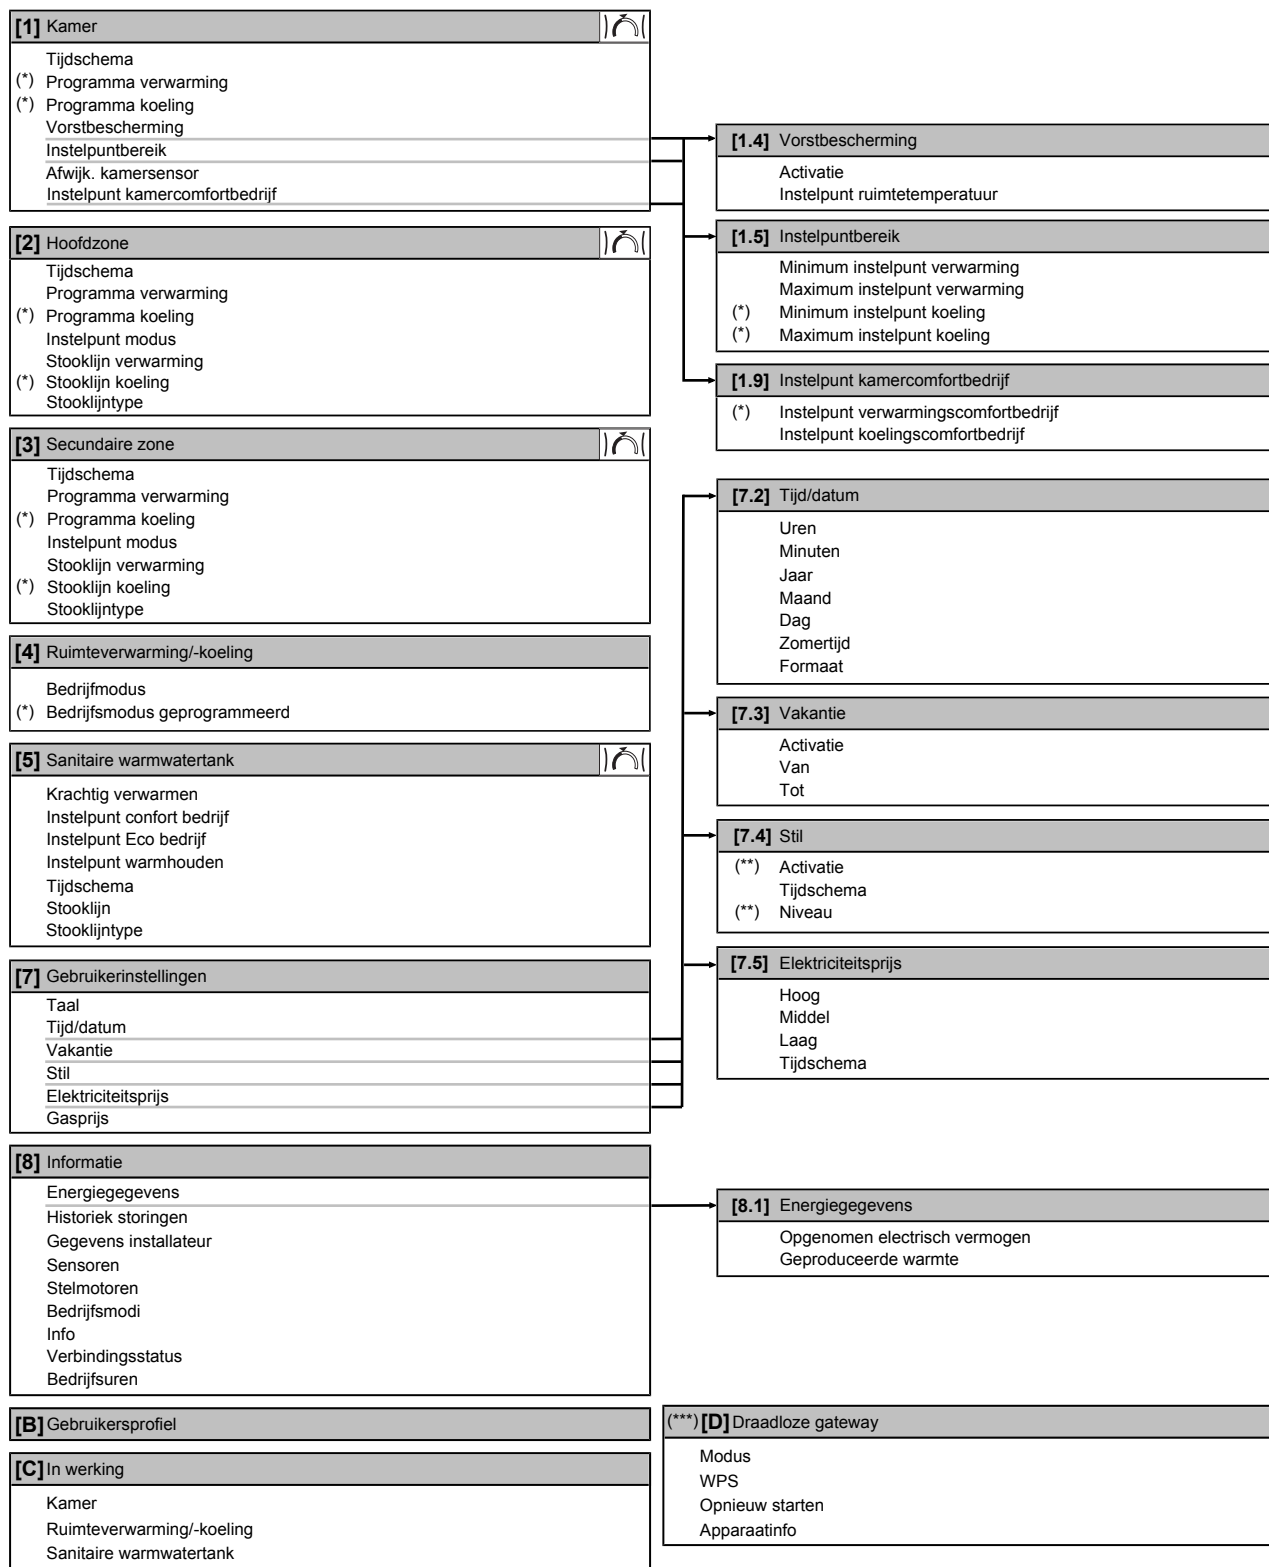 [1] Kamer
Tijdschema
(*) Programma verwarming
(*) Programma koeling
Vorstbescherming
Instelpuntbereik
Afwijk. kamersensor
Instelpunt kamercomfortbedrijf
[2] Hoofdzone
Tijdschema
Programma verwarming
(*) Programma koeling
Instelpunt modus
Stooklijn verwarming
(*) Stooklijn koeling
Stooklijntype
[3] Secundaire zone
Tijdschema
Programma verwarming
(*) Programma koeling
Instelpunt modus
Stooklijn verwarming
(*) Stooklijn koeling
Stooklijntype
[4] Ruimteverwarming/-koeling
Bedrijfmodus
(*) Bedrijfsmodus geprogrammeerd
[5] Sanitaire warmwatertank
Krachtig verwarmen
Instelpunt confort bedrijf
Instelpunt Eco bedrijf
Instelpunt warmhouden
Tijdschema
Stooklijn
Stooklijntype
[7] Gebruikerinstellingen
Taal
Tijd/datum
Vakantie
Stil
Elektriciteitsprijs
Gasprijs
[8] Informatie
Energiegegevens
Historiek storingen
Gegevens installateur
Sensoren
Stelmotoren
Bedrijfsmodi
Info
Verbindingsstatus
Bedrijfsuren
[B] Gebruikersprofiel
[C] In werking
Kamer
Ruimteverwarming/-koeling
Sanitaire warmwatertank
[1.4] Vorstbescherming
Activatie
Instelpunt ruimtetemperatuur
[1.5] Instelpuntbereik
Minimum instelpunt verwarming
Maximum instelpunt verwarming
(*) Minimum instelpunt koeling
(*) Maximum instelpunt koeling
[1.9] Instelpunt kamercomfortbedrijf
(*) Instelpunt verwarmingscomfortbedrijf
Instelpunt koelingscomfortbedrijf
[7.2] Tijd/datum
Uren
Minuten
Jaar
Maand
Dag
Zomertijd
Formaat
[7.3] Vakantie
Activatie
Van
Tot
[7.4] Stil
(**) Activatie
Tijdschema
(**) Niveau
[7.5] Elektriciteitsprijs
Hoog
Middel
Laag
Tijdschema
[8.1] Energiegegevens
Opgenomen electrisch vermogen
Geproduceerde warmte
(***) [D] Draadloze gateway
Modus
WPS
Opnieuw starten
Apparaatinfo